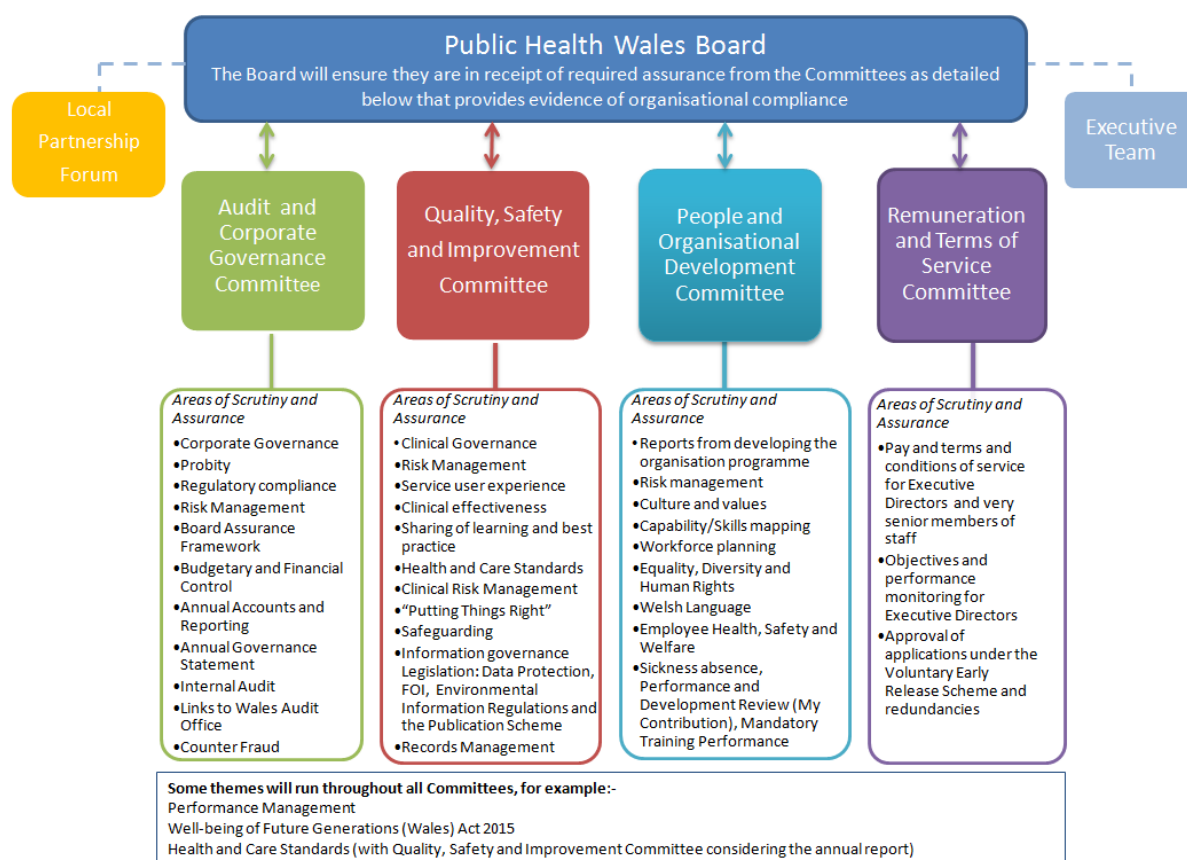 Public Health Wales Board
The Board will ensure they are in receipt of required assurance from the Committees as detailed
below that provides evidence of organisational compliance
Local
Partnership
Forum
Executive
Team
Audit and
Corporate
Governance
Committee
Quality, Safety
and Improvement
Committee
People and
Organisational
Development
Committee
Remuneration
and Terms of
Service
Committee
Areas of Scrutiny and
Assurance
•Corporate Governance
•Probity
•Regulatory compliance
•Risk Management
•Board Assurance
Framework
•Budgetary and Financial
Control
•Annual Accounts and
Reporting
•Annual Governance
Statement
•Internal Audit
•Links to Wales Audit
Office
•Counter Fraud
Areas of Scrutiny and
Assurance
•Clinical Governance
•Risk Management
•Service user experience
•Clinical effectiveness
•Sharing of learning and best
practice
•Health and Care Standards
•Clinical Risk Management
•“Putting Things Right”
•Safeguarding
•Information governance
Legislation: Data Protection,
FOI, Environmental
Information Regulations and
the Publication Scheme
•Records Management
Areas of Scrutiny and
Assurance
•Reports from developing the
organisation programme
•Risk management
•Culture and values
•Capability/Skills mapping
•Workforce planning
•Equality, Diversity and
Human Rights
•Welsh Language
•Employee Health, Safety and
Welfare
•Sickness absence,
Performance and
Development Review (My
Contribution), Mandatory
Training Performance
Areas of Scrutiny and
Assurance
•Pay and terms and
conditions of service
for Executive
Directors and very
senior members of
staff
•Objectives and
performance
monitoring for
Executive Directors
•Approval of
applications under the
Voluntary Early
Release Scheme and
redundancies
Some themes will run throughout all Committees, for example:-
Performance Management
Well-being of Future Generations (Wales) Act 2015
Health and Care Standards (with Quality, Safety and Improvement Committee considering the annual report)